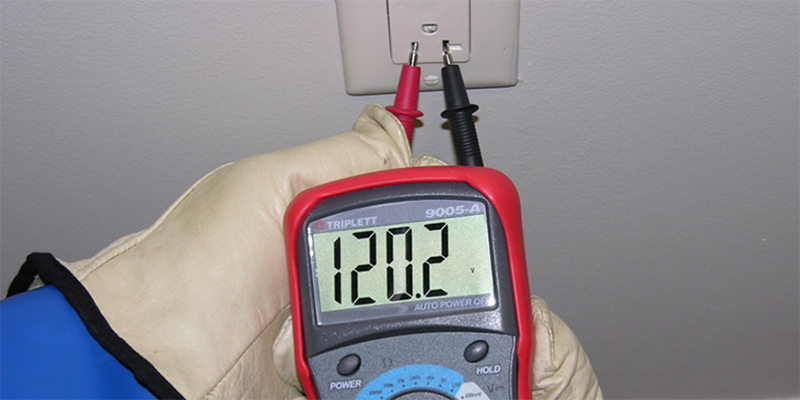 TRIPLETT 9005-A
120.2 V
AUTO POWER OFF
Ω
POWER HOLD